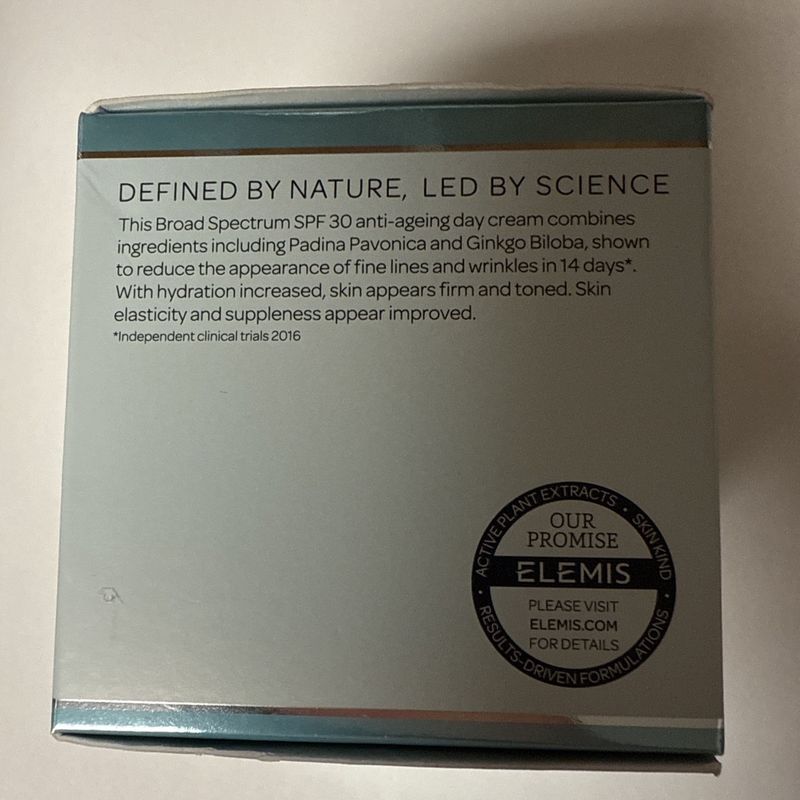 DEFINED BY NATURE, LED BY SCIENCE
This Broad Spectrum SPF 30 anti-ageing day cream combines
ingredients including Padina Pavonica and Ginkgo Biloba, shown
to reduce the appearance of fine lines and wrinkles in 14 days*.
With hydration increased, skin appears firm and toned. Skin
elasticity and suppleness appear improved.
*Independent clinical trials 2016
ACTIVE PLANT EXTRACTS • SKIN KIND
OUR
PROMISE
ELEMIS
PLEASE VISIT
ELEMIS.COM
FOR DETAILS
• RESULTS-DRIVEN FORMULATIONS •